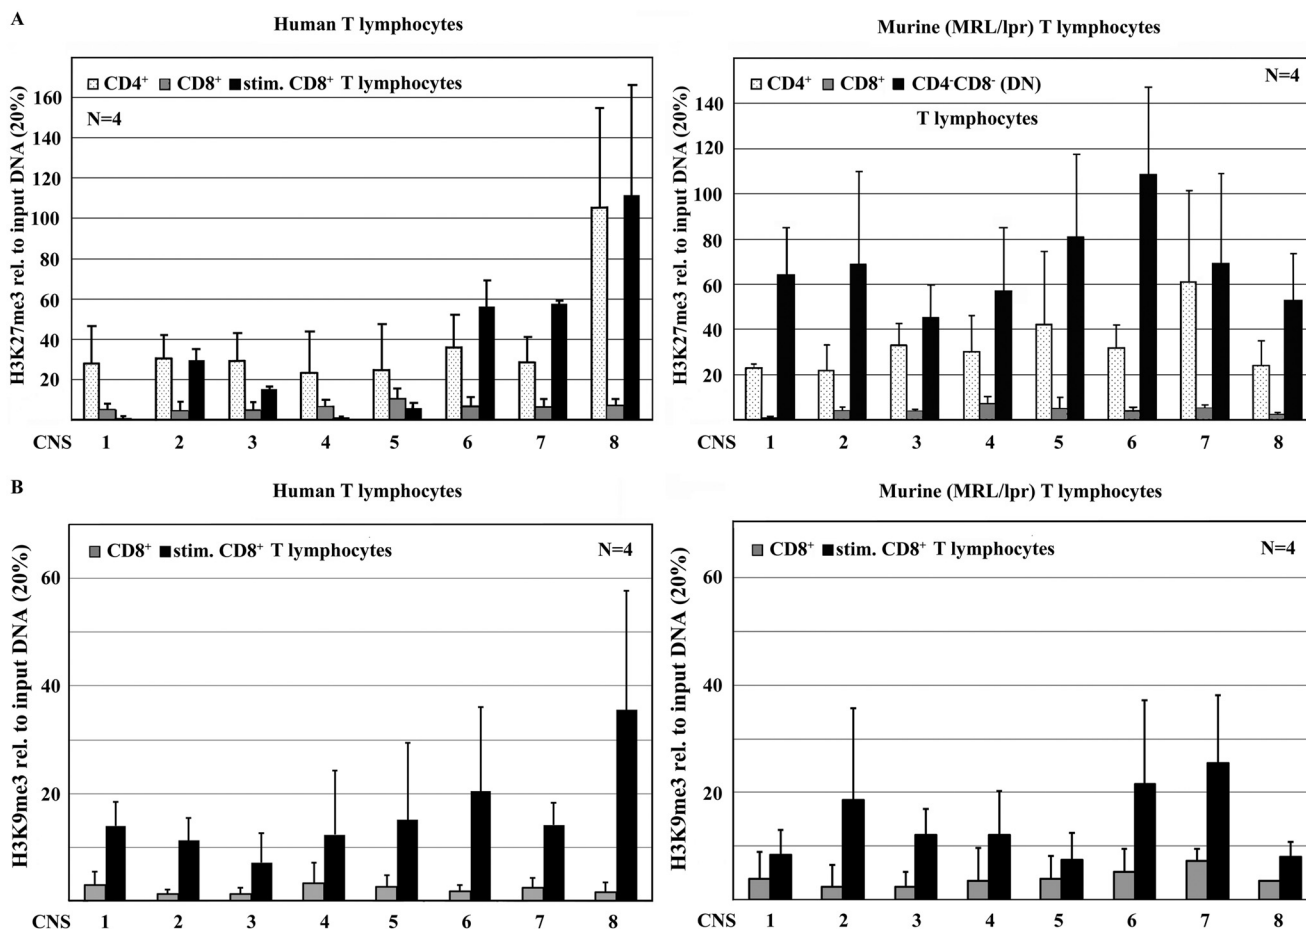 A
Human T lymphocytes
CD4⁺ CD8⁺ stim. CD8⁺ T lymphocytes
N=4
H3K27me3 rel. to input DNA (20%)
160
140
120
100
80
60
40
20
CNS 1 2 3 4 5 6 7 8
Murine (MRL/lpr) T lymphocytes
CD4⁺ CD8⁺ CD4⁻CD8⁻ (DN) N=4
T lymphocytes
H3K27me3 rel. to input DNA (20%)
140
120
100
80
60
40
20
CNS 1 2 3 4 5 6 7 8
B
Human T lymphocytes
CD8⁺ stim. CD8⁺ T lymphocytes N=4
H3K9me3 rel. to input DNA (20%)
60
40
20
CNS 1 2 3 4 5 6 7 8
Murine (MRL/lpr) T lymphocytes
CD8⁺ stim. CD8⁺ T lymphocytes N=4
H3K9me3 rel. to input DNA (20%)
60
40
20
CNS 1 2 3 4 5 6 7 8